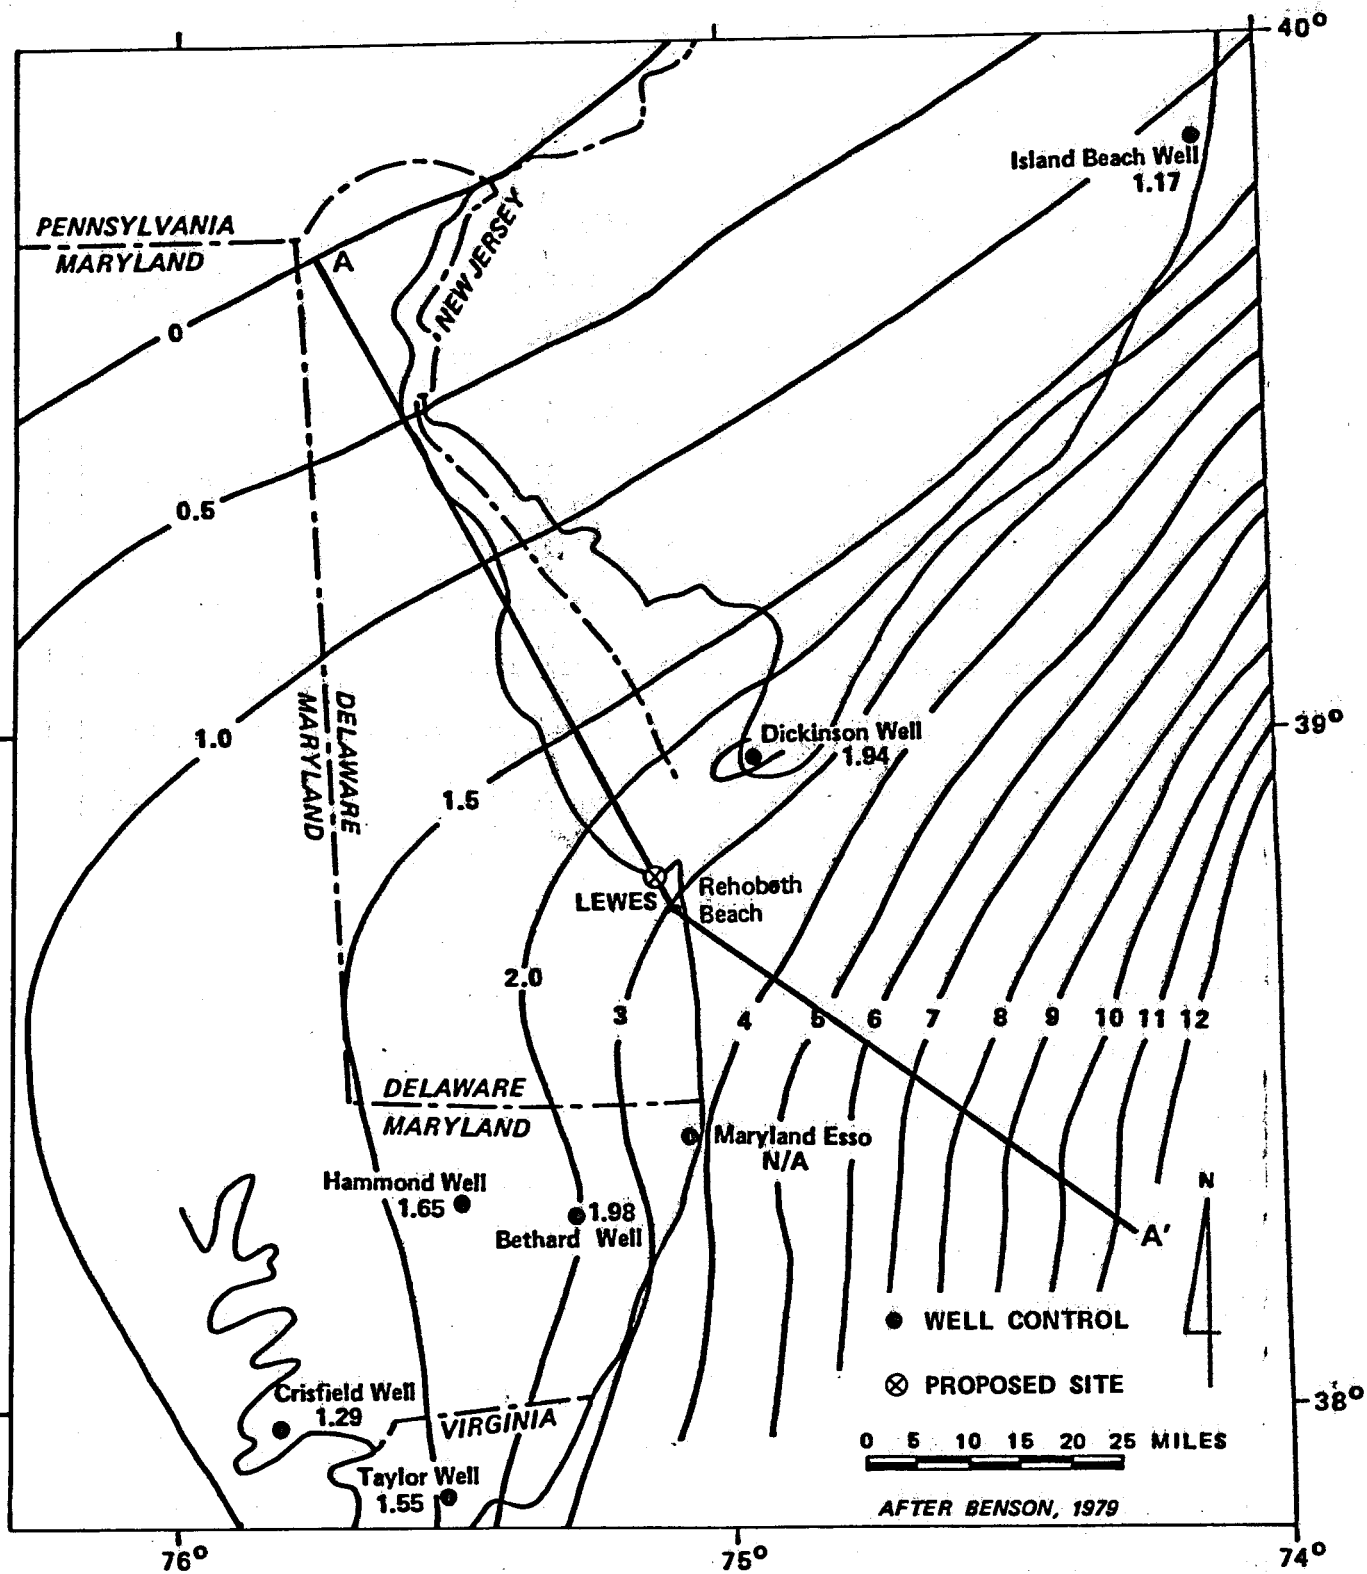 40°
Island Beach Well
1.17
PENNSYLVANIA
MARYLAND
A
NEW JERSEY
0
0.5
1.0
DELAWARE
MARYLAND
39°
Dickinson Well
1.94
1.5
LEWES
Rehoboth
Beach
2.0
3 4 5 6 7 8 9 10 11 12
DELAWARE
MARYLAND
Maryland Esso
N/A
Hammond Well
1.65
1.98
Bethard Well
N
A'
WELL CONTROL
PROPOSED SITE
Crisfield Well
1.29
VIRGINIA
38°
0 5 10 15 20 25 MILES
Taylor Well
1.55
AFTER BENSON, 1979
76° 75° 74°